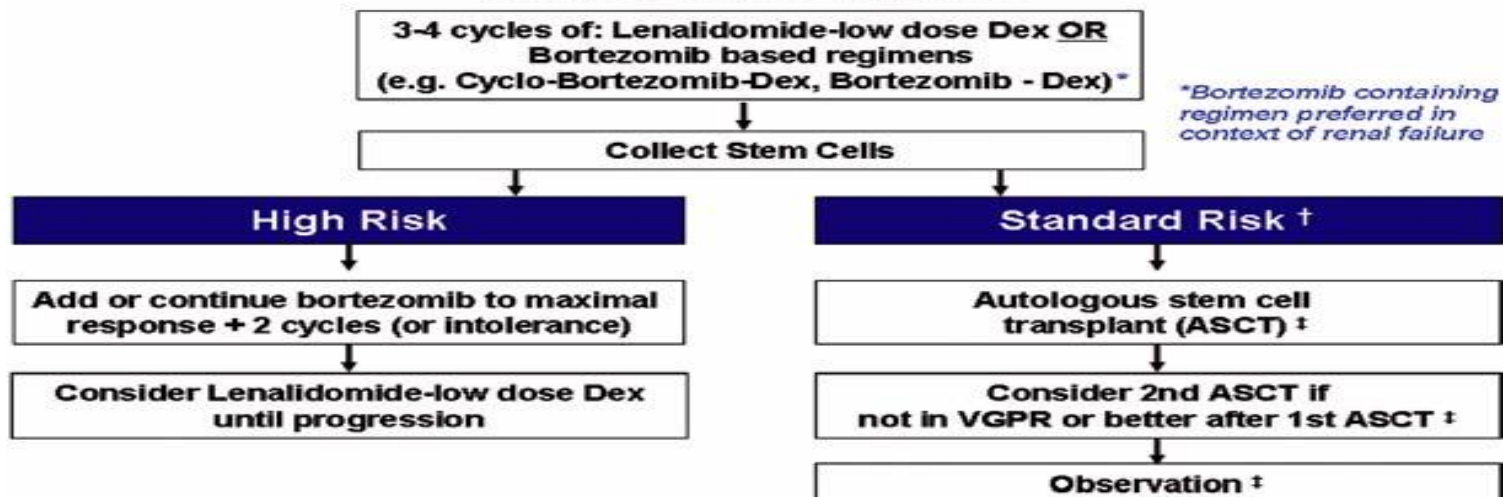 3-4 cycles of: Lenalidomide-low dose Dex OR
Bortezomib based regimens
(e.g. Cyclo-Bortezomib-Dex, Bortezomib - Dex)*
*Bortezomib containing
regimen preferred in
context of renal failure
Collect Stem Cells
High Risk
Standard Risk †
Add or continue bortezomib to maximal
response + 2 cycles (or intolerance)
Autologous stem cell
transplant (ASCT) ‡
Consider Lenalidomide-low dose Dex
until progression
Consider 2nd ASCT if
not in VGPR or better after 1st ASCT ‡
Observation ‡